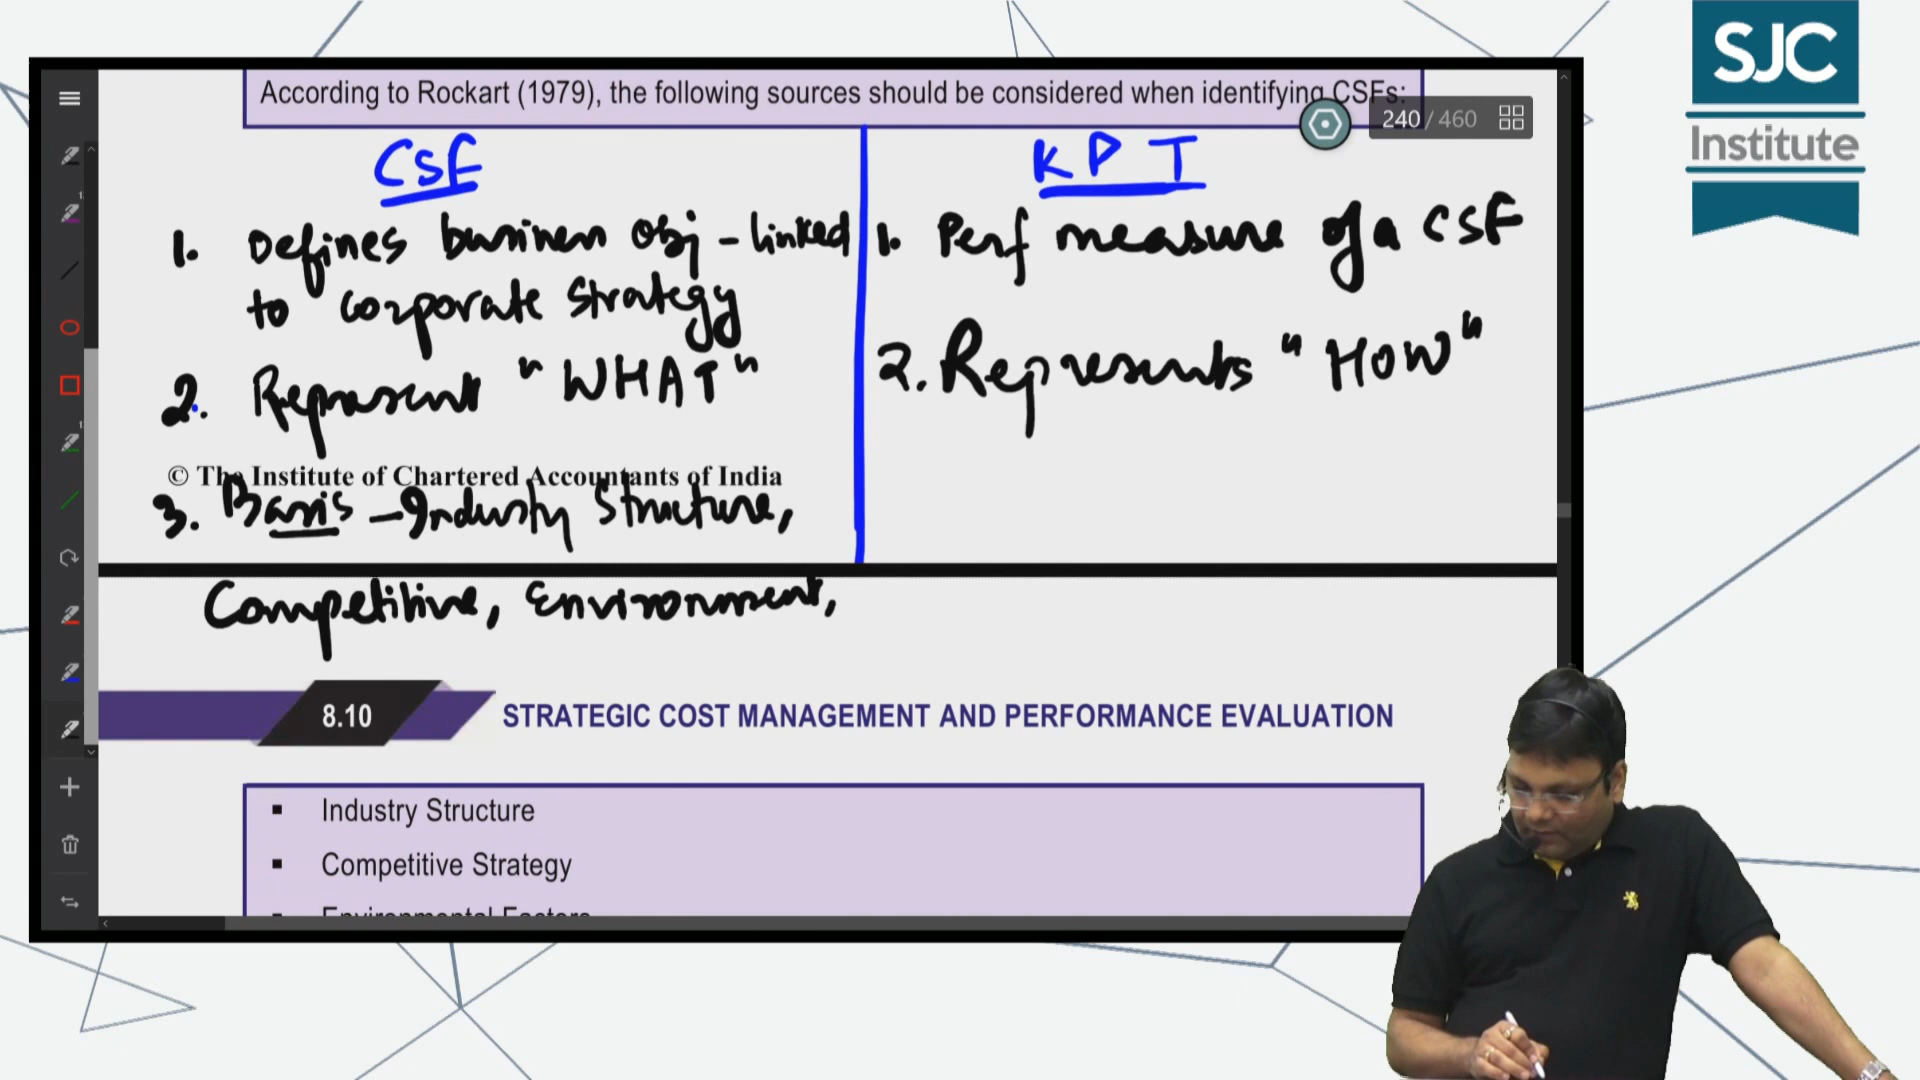 SJC
Institute
According to Rockart (1979), the following sources should be considered when identifying CSFs:
240 / 460
CSF
1. Defines business obj - linked
to corporate strategy
2. Represent "WHAT"
© The Institute of Chartered Accountants of India
3. Basis - Industry Structure,
Competitive, Environment,
KPI
1. Perf measure of a CSF
2. Represents "HOW"
8.10 STRATEGIC COST MANAGEMENT AND PERFORMANCE EVALUATION
▪ Industry Structure
▪ Competitive Strategy
▪ Environmental Factors